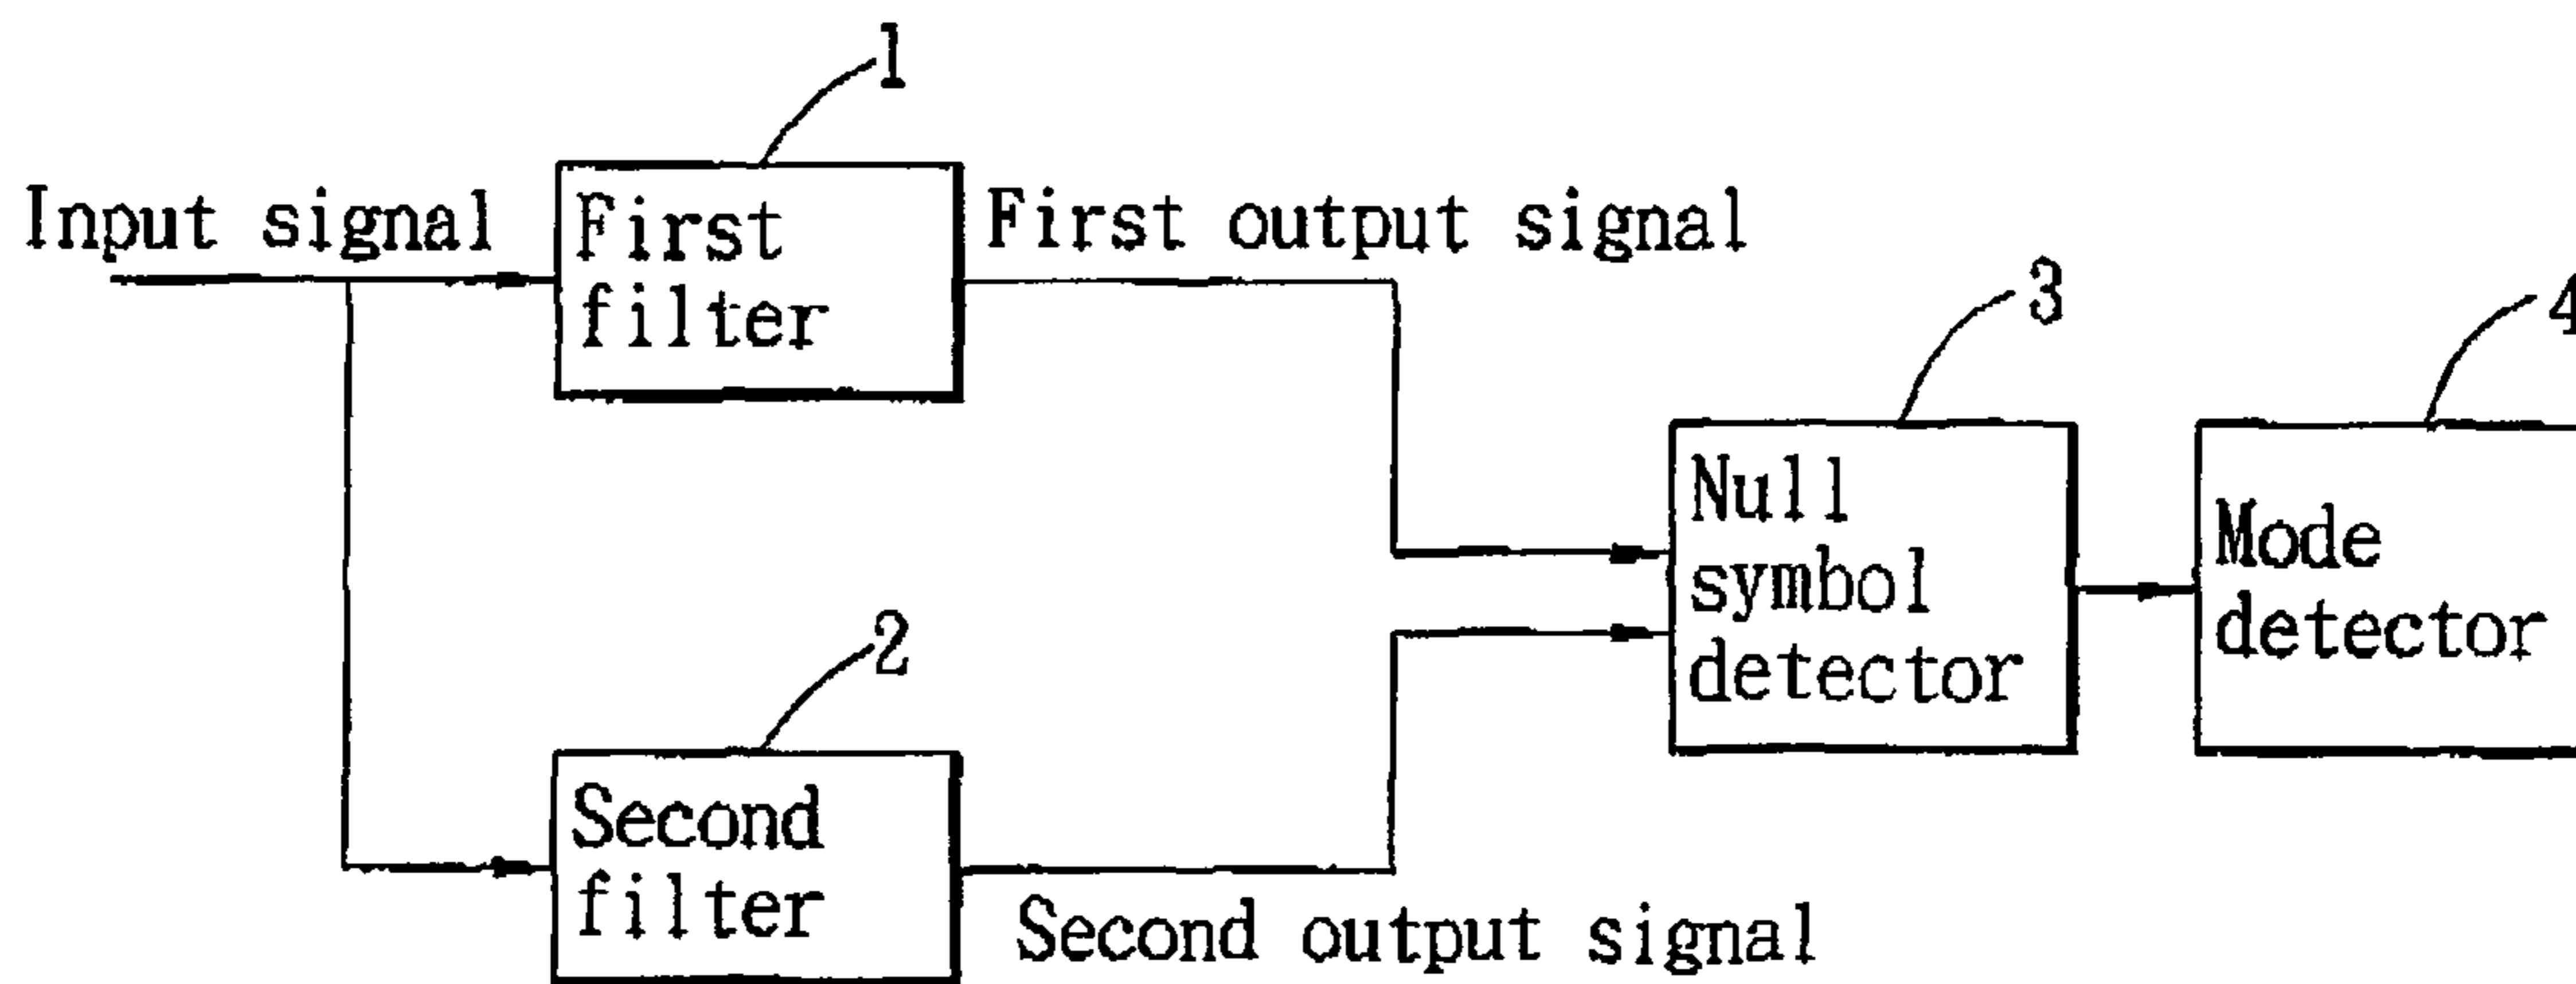 1
Input signal
First
filter
First output signal
3
4
Null
symbol
detector
Mode
detector
2
Second
filter
Second output signal